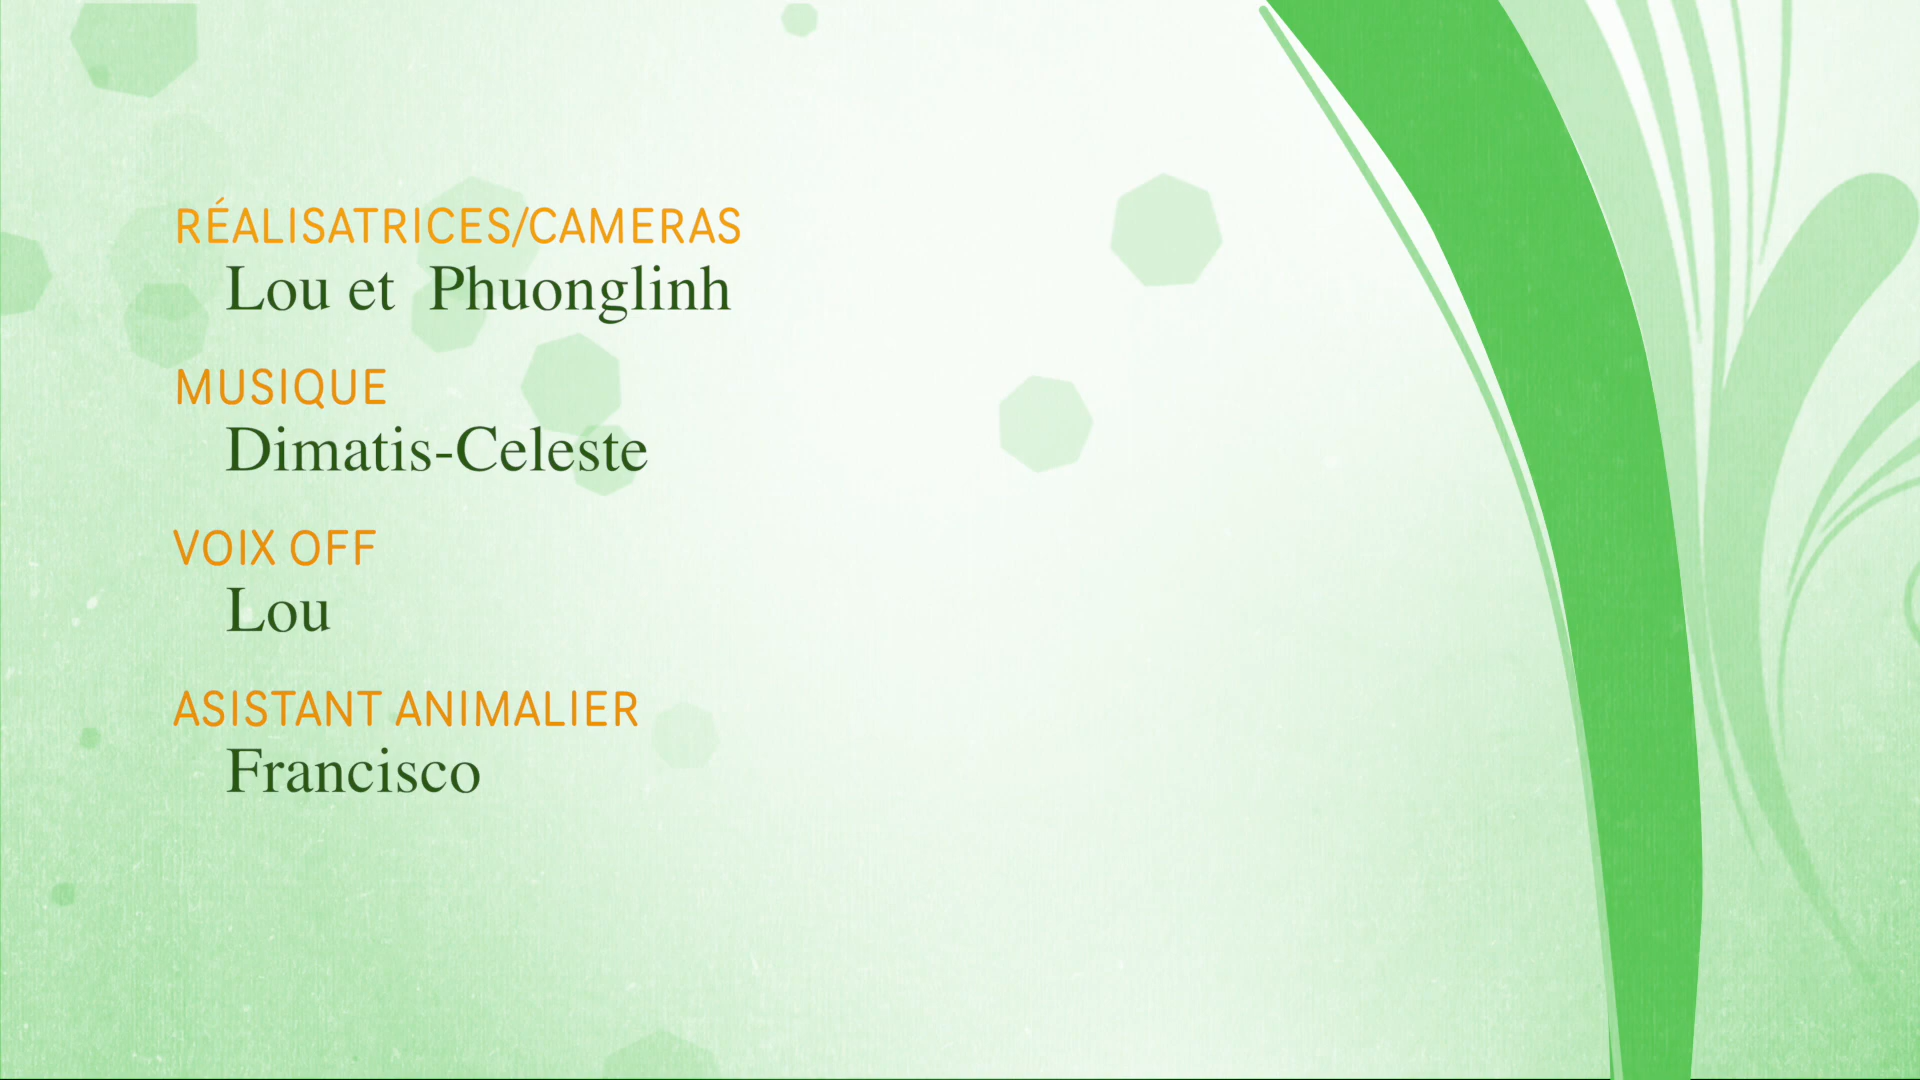 RÉALISATRICES/CAMERAS
Lou et  Phuonglinh
MUSIQUE
Dimatis-Celeste
VOIX OFF
Lou
ASISTANT ANIMALIER
Francisco